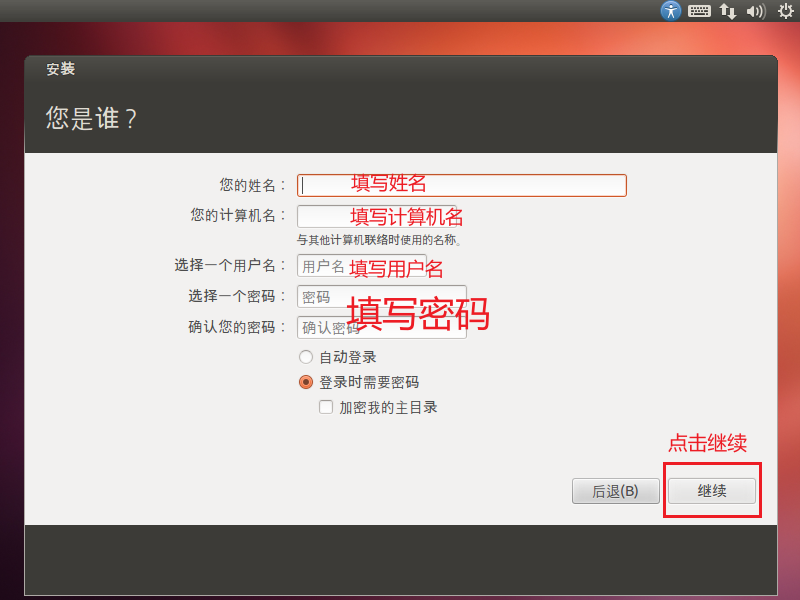 安装
您是谁？
您的姓名： 填写姓名
您的计算机名： 填写计算机名
与其他计算机联络时使用的名称。
选择一个用户名： 用户名 填写用户名
选择一个密码： 密码 填写密码
确认您的密码： 确认密码
自动登录
登录时需要密码
加密我的主目录
点击继续
后退(B) 继续